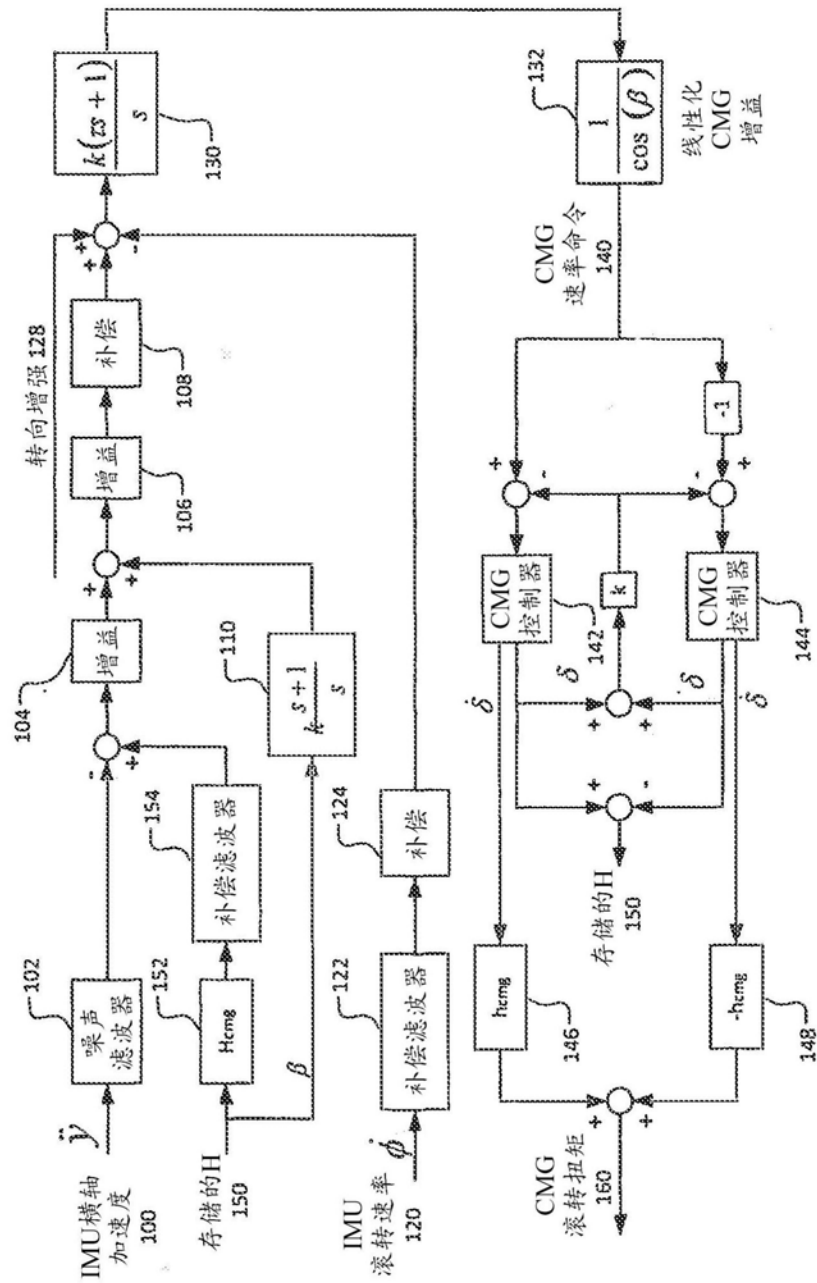 IMU横轴
加速度
100
ÿ
噪声
滤波器
102
104
增益
增益
106
补偿
108
转向增强 128
k(τs + 1)
s
130
存储的H
150
Hcmg
152
补偿滤波器
154
β
k
s + 1
s
110
IMU
滚转速率
120
φ̇
补偿滤波器
122
补偿
124
132
1
cos (β)
线性化
CMG
增益
CMG
速率命令
140
-1
CMG
控制器
142
CMG
控制器
144
k
δ̇
δ
δ
δ̇
存储的H
150
hcmg
146
-hcmg
148
CMG
滚转扭矩
160